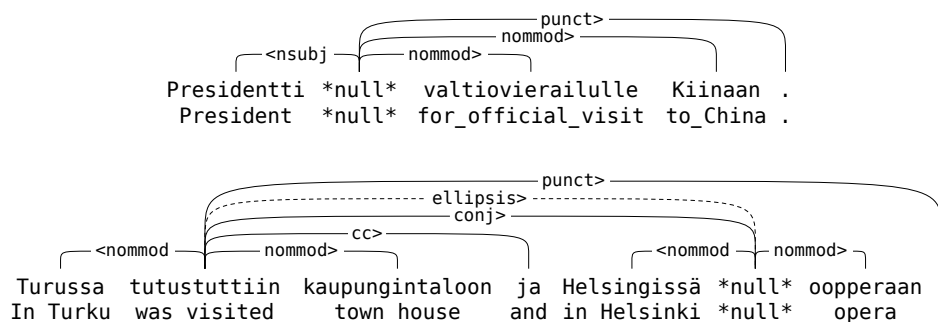 punct>
nommod>
<nsubj nommod>
Presidentti *null* valtiovierailulle Kiinaan .
President *null* for_official_visit to_China .
punct>
ellipsis>
conj>
cc>
<nommod nommod> <nommod nommod>
Turussa tutustuttiin kaupungintaloon ja Helsingissä *null* oopperaan
In Turku was visited town house and in Helsinki *null* opera